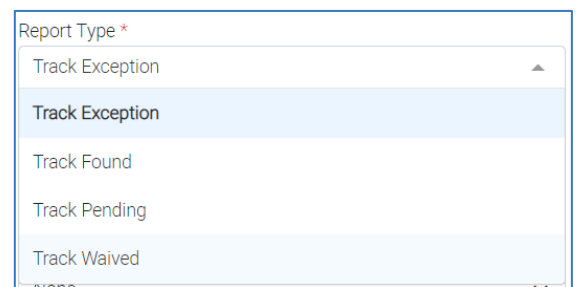 Report Type *
Track Exception
Track Exception
Track Found
Track Pending
Track Waived